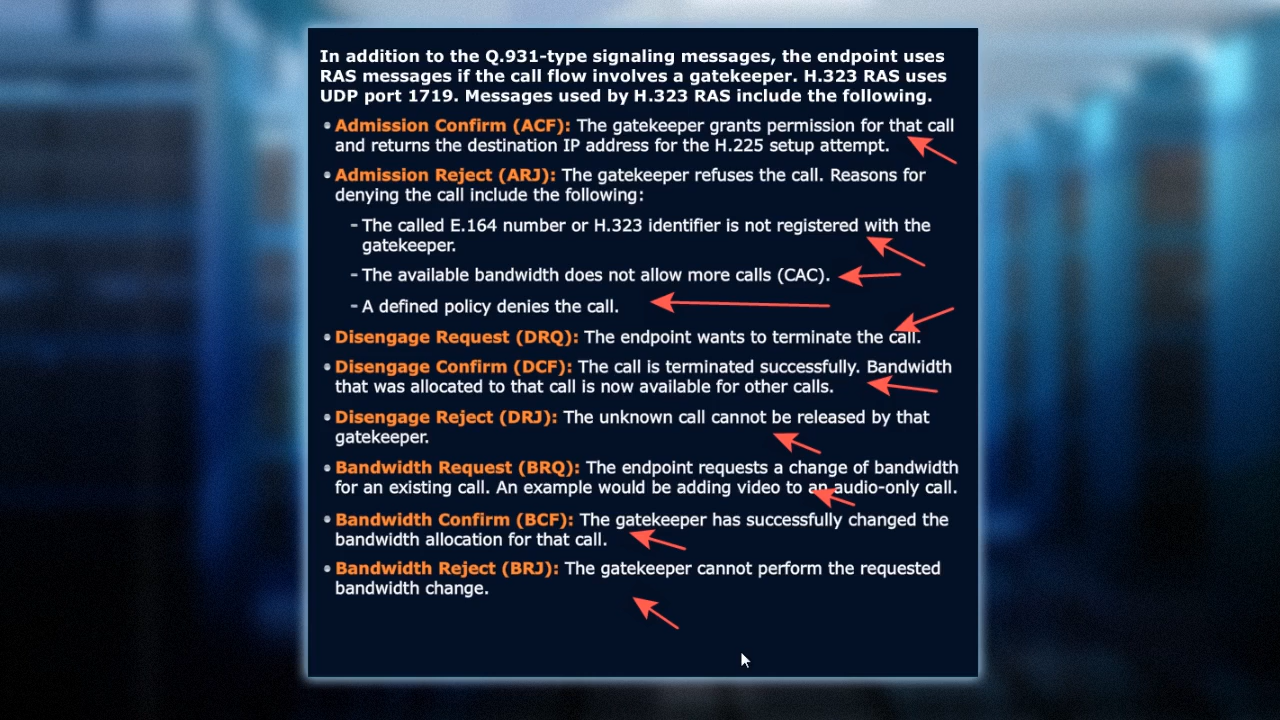 In addition to the Q.931-type signaling messages, the endpoint uses
RAS messages if the call flow involves a gatekeeper. H.323 RAS uses
UDP port 1719. Messages used by H.323 RAS include the following.
• Admission Confirm (ACF): The gatekeeper grants permission for that call
and returns the destination IP address for the H.225 setup attempt.
• Admission Reject (ARJ): The gatekeeper refuses the call. Reasons for
denying the call include the following:
- The called E.164 number or H.323 identifier is not registered with the
gatekeeper.
- The available bandwidth does not allow more calls (CAC).
- A defined policy denies the call.
• Disengage Request (DRQ): The endpoint wants to terminate the call.
• Disengage Confirm (DCF): The call is terminated successfully. Bandwidth
that was allocated to that call is now available for other calls.
• Disengage Reject (DRJ): The unknown call cannot be released by that
gatekeeper.
• Bandwidth Request (BRQ): The endpoint requests a change of bandwidth
for an existing call. An example would be adding video to an audio-only call.
• Bandwidth Confirm (BCF): The gatekeeper has successfully changed the
bandwidth allocation for that call.
• Bandwidth Reject (BRJ): The gatekeeper cannot perform the requested
bandwidth change.